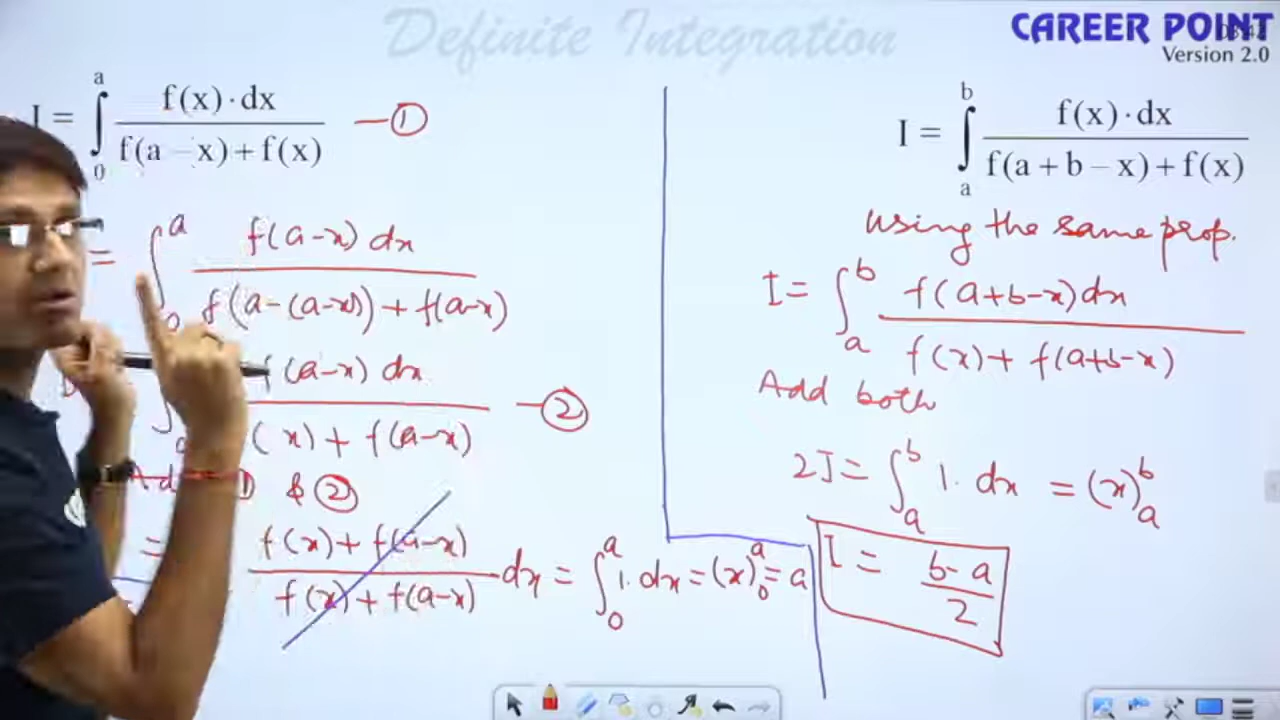 Definite Integration
CAREER POINT
Version 2.0
I = ∫₀ᵃ f(x)·dx / f(a − x)+f(x) —①
= ∫₀ᵃ f(a-x) dx / f(a-(a-x)) + f(a-x)
f(a-x) dx / (x) + f(a-x) —②
Ad & ②
= f(x) + f(a-x) / f(x) + f(a-x) dx = ∫₀ᵃ 1. dx = (x)₀ᵃ = a
I = ∫ₐᵇ f(x)·dx / f(a+b−x)+f(x)
Using the same prop.
I = ∫ₐᵇ f(a+b-x) dx / f(x) + f(a+b-x)
Add both
2I = ∫ₐᵇ 1. dx = (x)ₐᵇ
I = b-a / 2